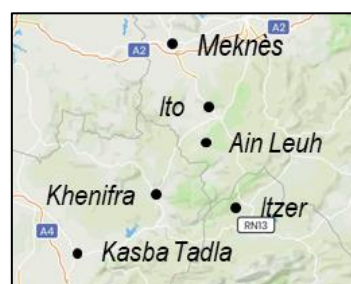 A2
A2
Meknès
Ito
Ain Leuh
Khenifra
Itzer
A4
RN13
Kasba Tadla